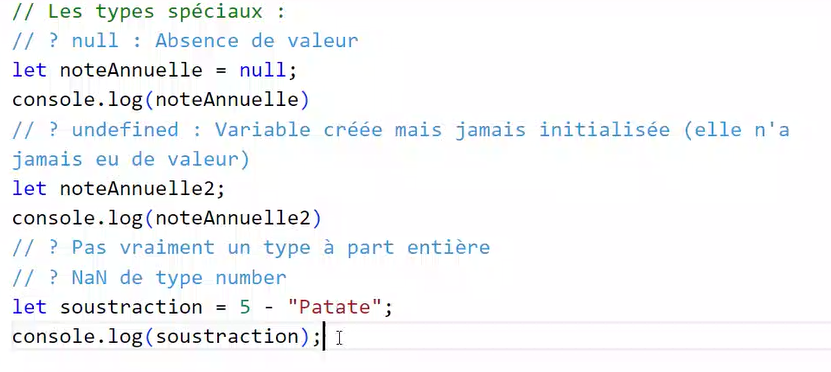 // Les types spéciaux :
// ? null : Absence de valeur
let noteAnnuelle = null;
console.log(noteAnnuelle)
// ? undefined : Variable créée mais jamais initialisée (elle n'a
jamais eu de valeur)
let noteAnnuelle2;
console.log(noteAnnuelle2)
// ? Pas vraiment un type à part entière
// ? NaN de type number
let soustraction = 5 - "Patate";
console.log(soustraction);